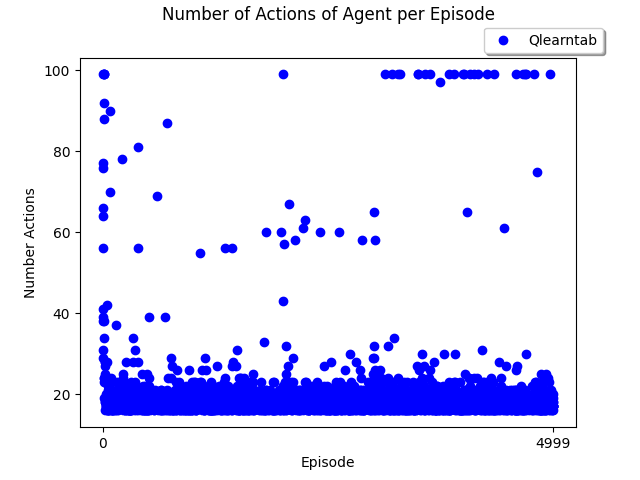 Number of Actions of Agent per Episode
Qlearntab
100
80
60
40
20
Number Actions
0
4999
Episode